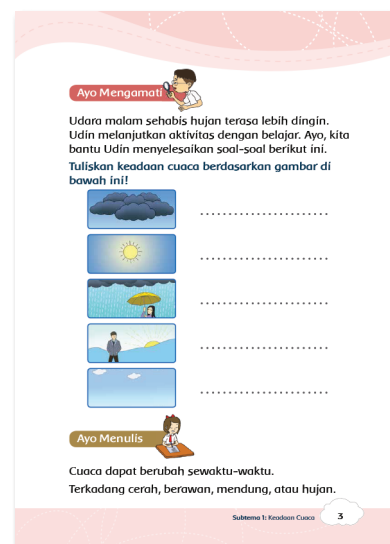 Ayo Mengamati
Udara malam sehabis hujan terasa lebih dingin.
Udin melanjutkan aktivitas dengan belajar. Ayo, kita
bantu Udin menyelesaikan soal-soal berikut ini.
Tuliskan keadaan cuaca berdasarkan gambar di
bawah ini!
.......................
.......................
.......................
.......................
.......................
Ayo Menulis
Cuaca dapat berubah sewaktu-waktu.
Terkadang cerah, berawan, mendung, atau hujan.
Subtema 1: Keadaan Cuaca
3